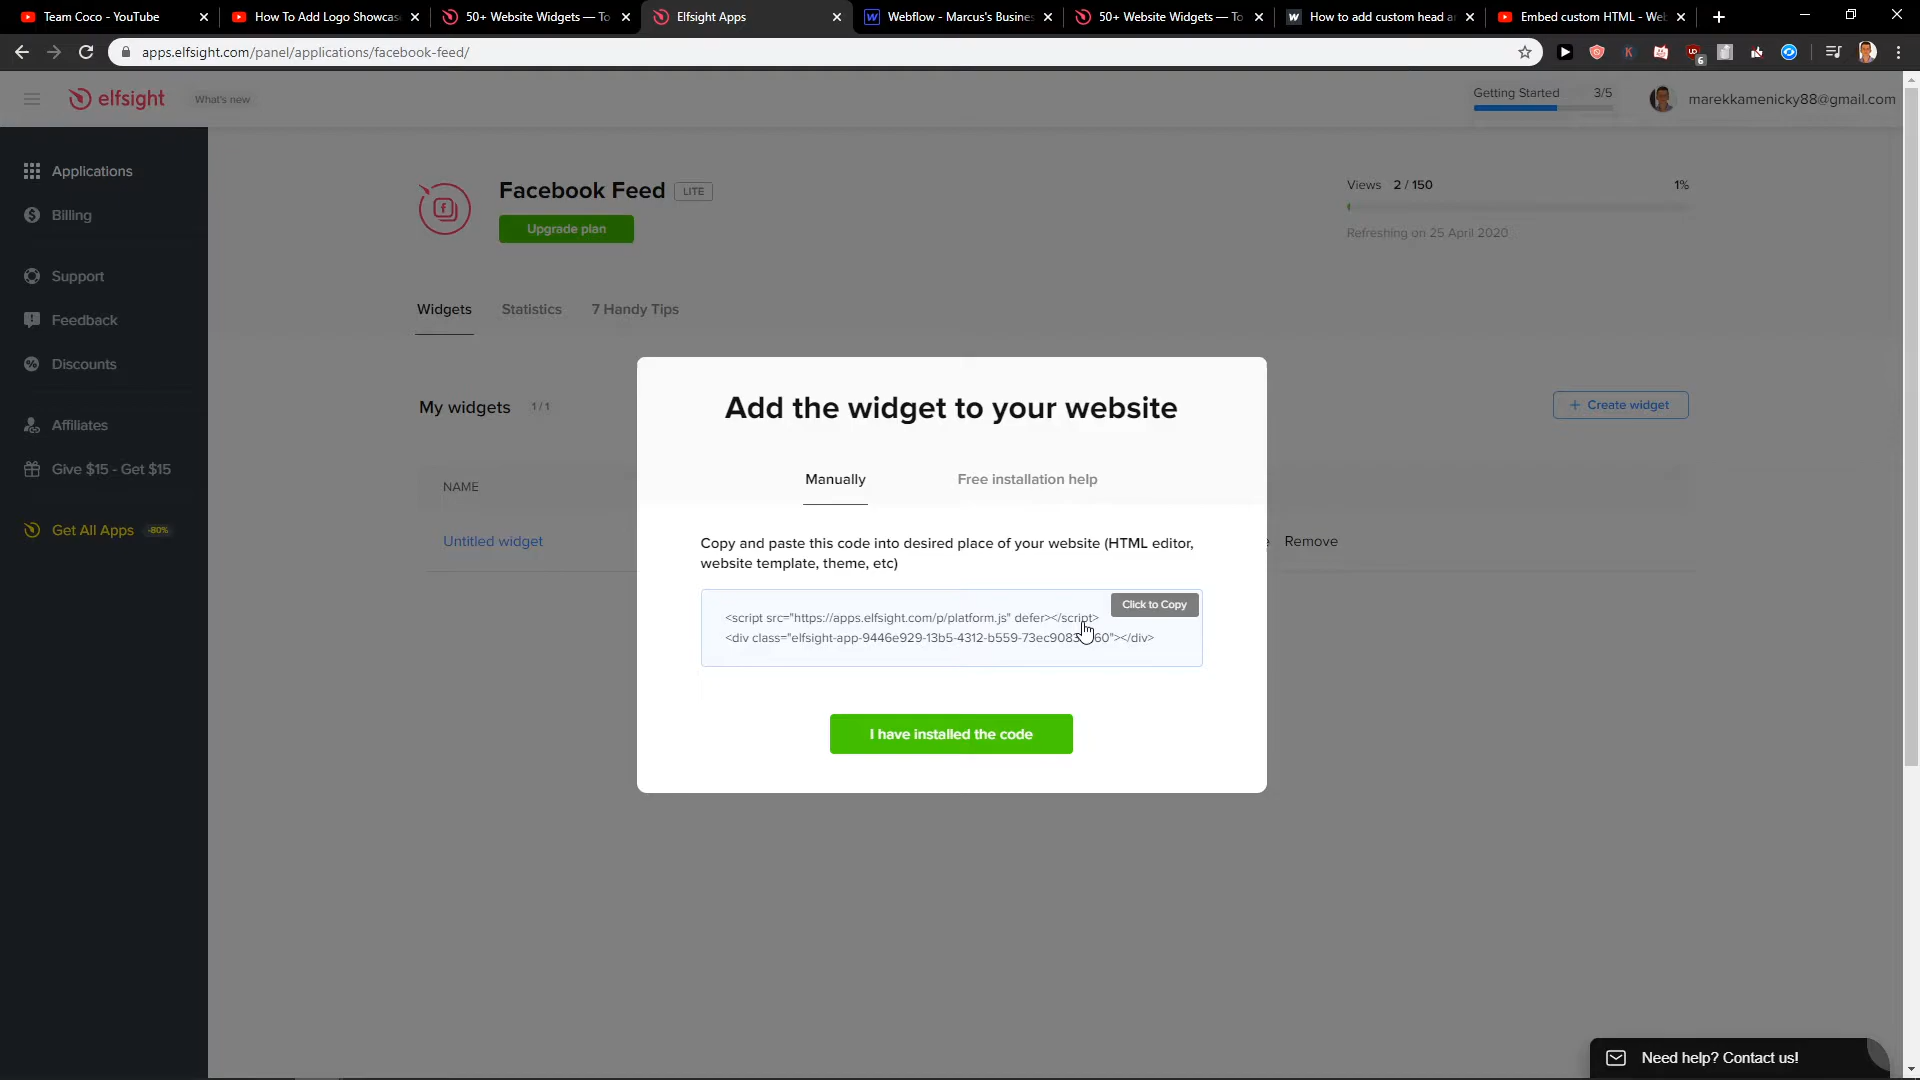 Team Coco - YouTube
How To Add Logo Showcas
50+ Website Widgets — To
Elfsight Apps
Webflow - Marcus's Busine
50+ Website Widgets — To
How to add custom head a
Embed custom HTML - We
apps.elfsight.com/panel/applications/facebook-feed/
6
elfsight
What's new
Getting Started 3/5
marekkamenicky88@gmail.com
Applications
Billing
Support
Feedback
Discounts
Affiliates
Give $15 - Get $15
Get All Apps -80%
Facebook Feed LITE
Upgrade plan
Views 2 / 150 1%
Refreshing on 25 April 2020
Widgets Statistics 7 Handy Tips
My widgets 1 / 1
+ Create widget
NAME
Untitled widget
Remove
Add the widget to your website
Manually Free installation help
Copy and paste this code into desired place of your website (HTML editor,
website template, theme, etc)
Click to Copy
<script src="https://apps.elfsight.com/p/platform.js" defer></script>
<div 60"></div>
I have installed the code
Need help? Contact us!